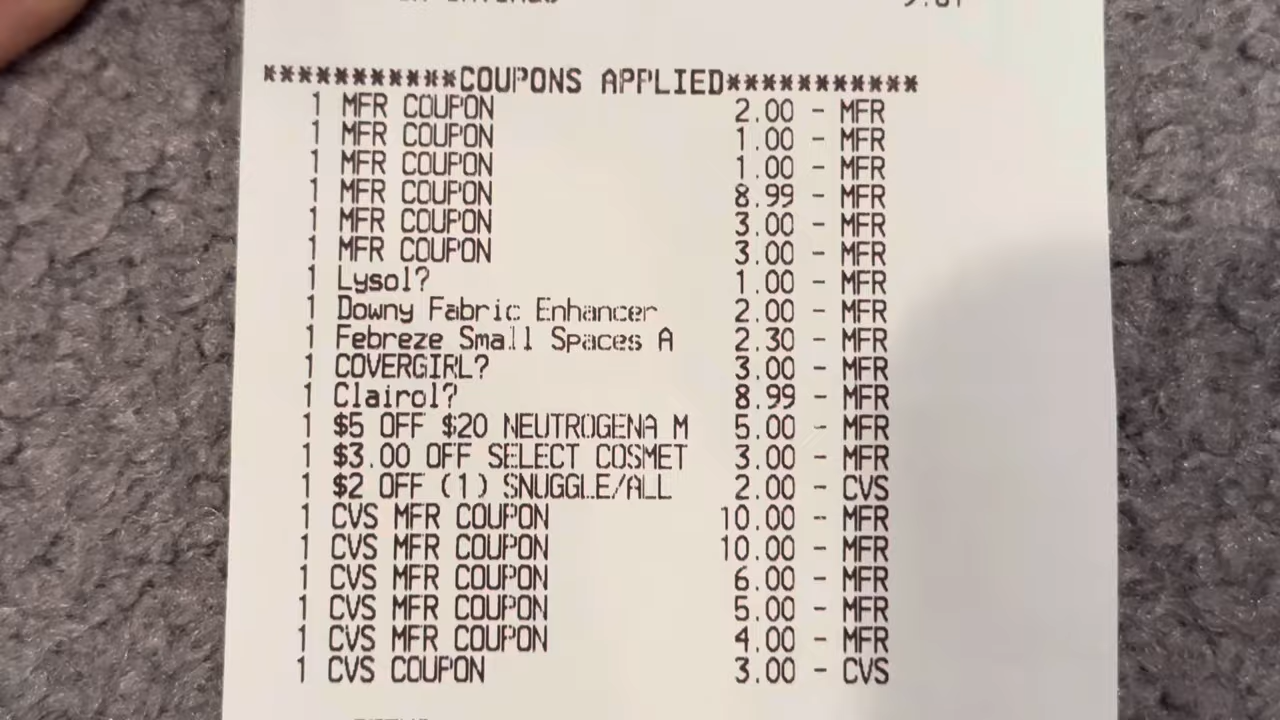 ***********COUPONS APPLIED***********
1 MFR COUPON 2.00 - MFR
1 MFR COUPON 1.00 - MFR
1 MFR COUPON 1.00 - MFR
1 MFR COUPON 8.99 - MFR
1 MFR COUPON 3.00 - MFR
1 MFR COUPON 3.00 - MFR
1 Lysol? 1.00 - MFR
1 Downy Fabric Enhancer 2.00 - MFR
1 Febreze Small Spaces A 2.30 - MFR
1 COVERGIRL? 3.00 - MFR
1 Clairol? 8.99 - MFR
1 $5 OFF $20 NEUTROGENA M 5.00 - MFR
1 $3.00 OFF SELECT COSMET 3.00 - MFR
1 $2 OFF (1) SNUGGLE/ALL 2.00 - CVS
1 CVS MFR COUPON 10.00 - MFR
1 CVS MFR COUPON 10.00 - MFR
1 CVS MFR COUPON 6.00 - MFR
1 CVS MFR COUPON 5.00 - MFR
1 CVS MFR COUPON 4.00 - MFR
1 CVS COUPON 3.00 - CVS